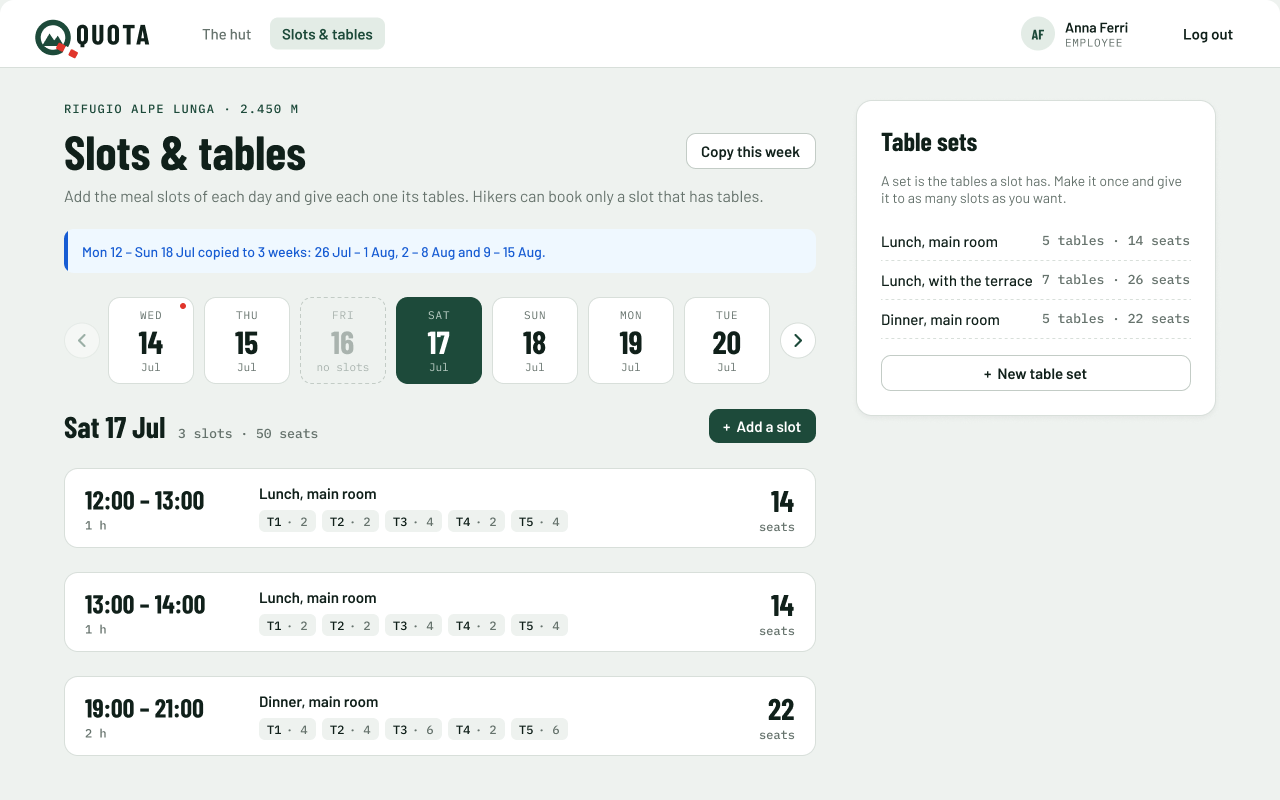 QUOTA
The hut
Slots & tables
AF
Anna Ferri
EMPLOYEE
Log out
RIFUGIO ALPE LUNGA · 2.450 M
Slots & tables
Copy this week
Add the meal slots of each day and give each one its tables. Hikers can book only a slot that has tables.
Mon 12 – Sun 18 Jul copied to 3 weeks: 26 Jul – 1 Aug, 2 – 8 Aug and 9 – 15 Aug.
WED
14
Jul
THU
15
Jul
FRI
16
no slots
SAT
17
Jul
SUN
18
Jul
MON
19
Jul
TUE
20
Jul
Sat 17 Jul 3 slots · 50 seats
+ Add a slot
12:00 – 13:00
1 h
Lunch, main room
T1 · 2 T2 · 2 T3 · 4 T4 · 2 T5 · 4
14
seats
13:00 – 14:00
1 h
Lunch, main room
T1 · 2 T2 · 2 T3 · 4 T4 · 2 T5 · 4
14
seats
19:00 – 21:00
2 h
Dinner, main room
T1 · 4 T2 · 4 T3 · 6 T4 · 2 T5 · 6
22
seats
Table sets
A set is the tables a slot has. Make it once and give
it to as many slots as you want.
Lunch, main room 5 tables · 14 seats
Lunch, with the terrace 7 tables · 26 seats
Dinner, main room 5 tables · 22 seats
+ New table set